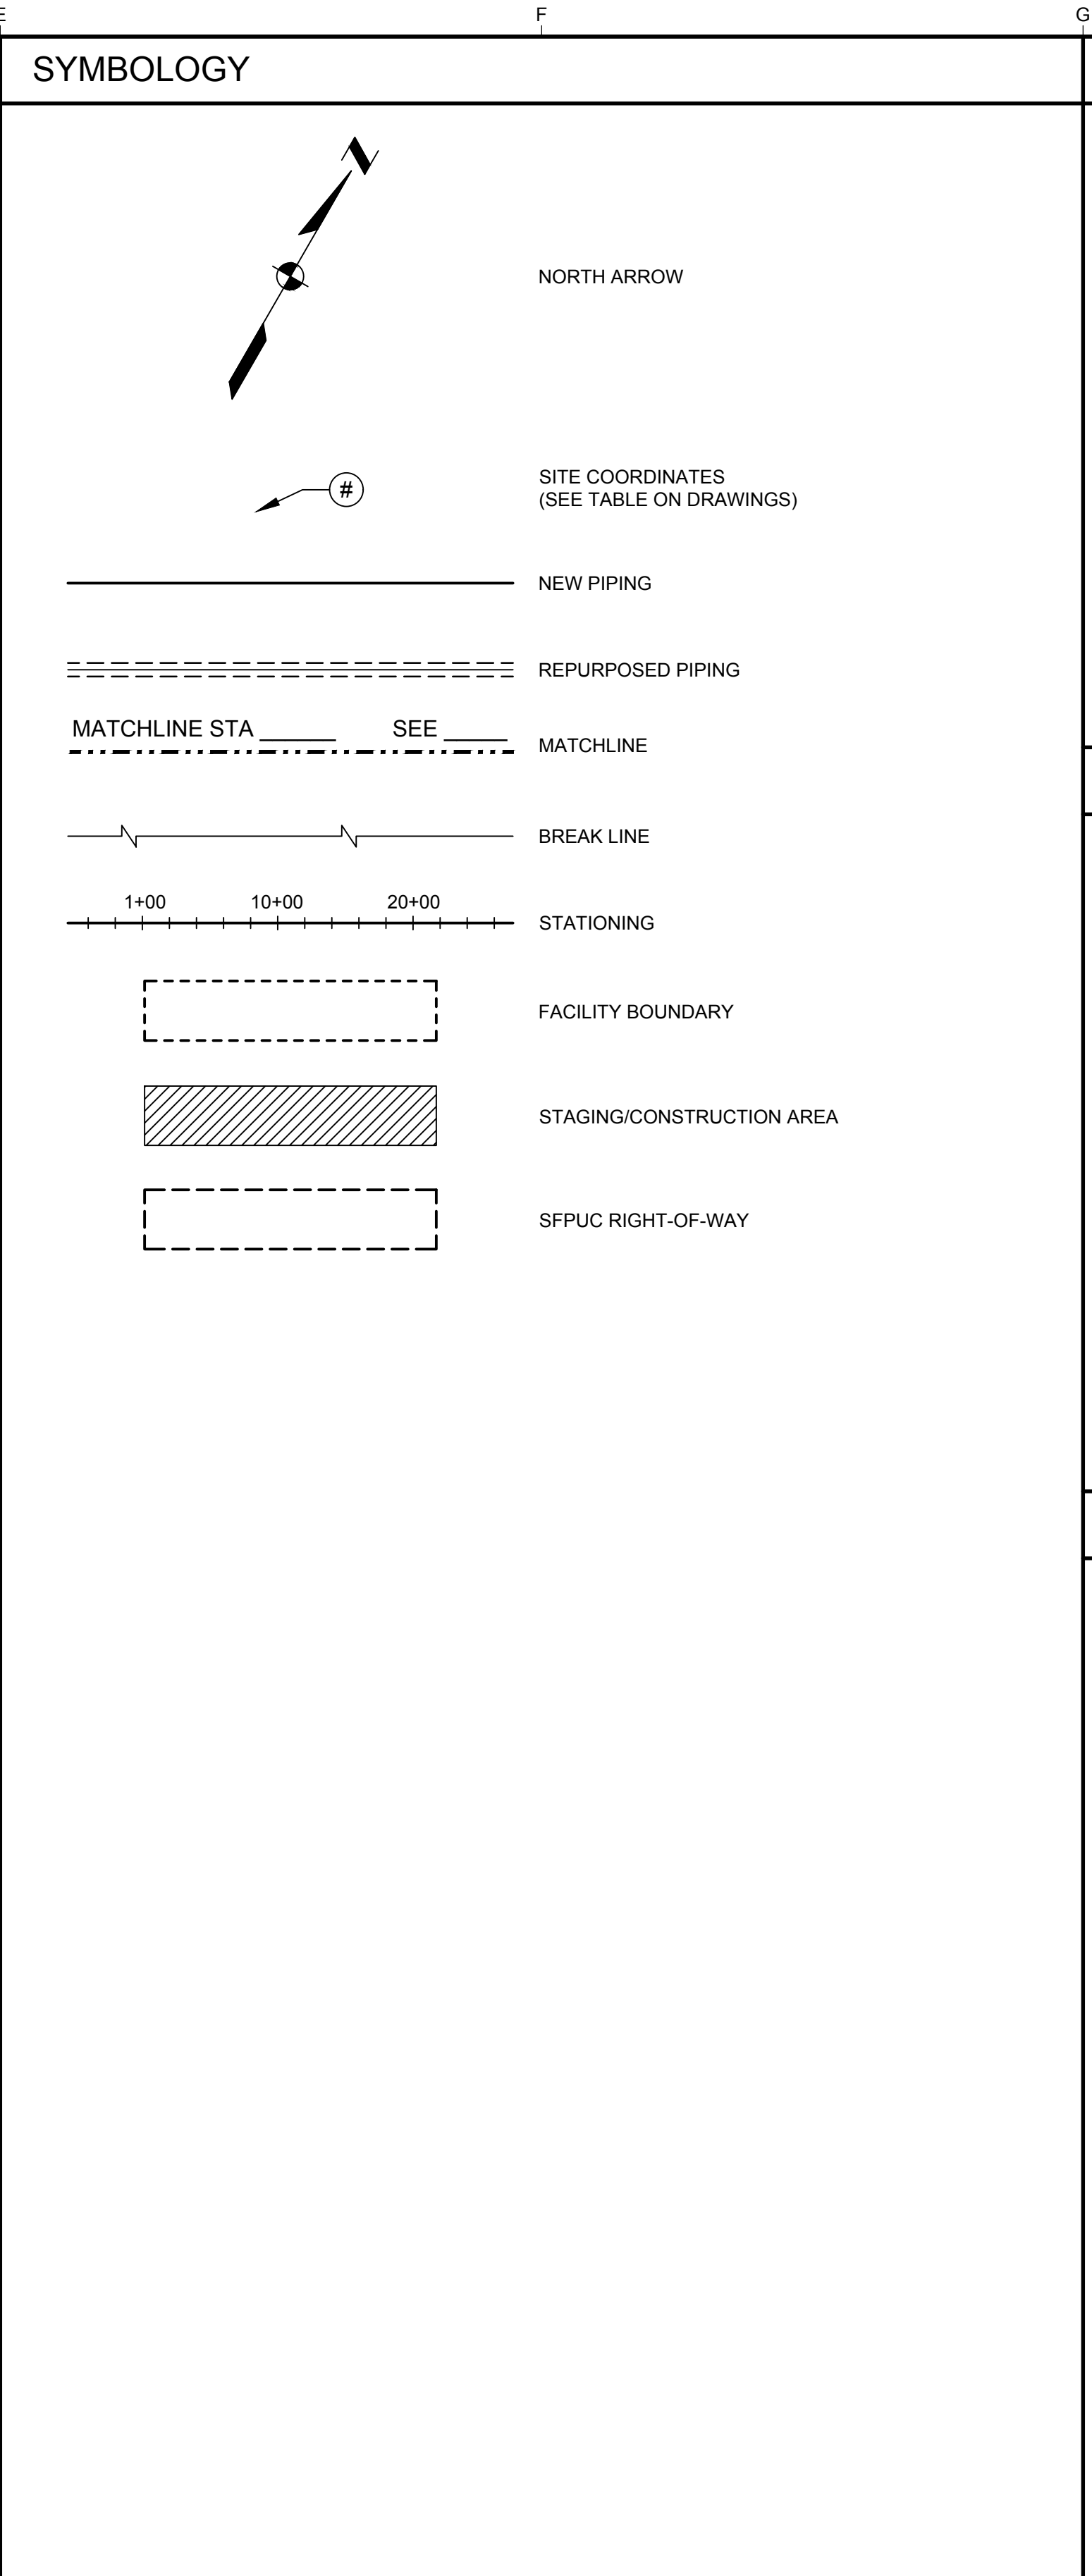 E F G
SYMBOLOGY
N
NORTH ARROW
#
SITE COORDINATES
(SEE TABLE ON DRAWINGS)
NEW PIPING
REPURPOSED PIPING
MATCHLINE STA ______ SEE _____
MATCHLINE
BREAK LINE
1+00 10+00 20+00
STATIONING
FACILITY BOUNDARY
STAGING/CONSTRUCTION AREA
SFPUC RIGHT-OF-WAY